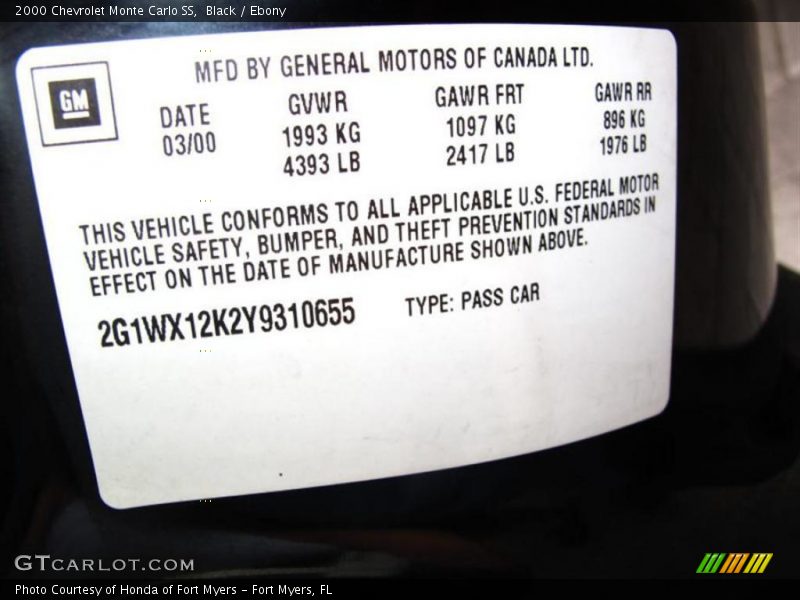 2000 Chevrolet Monte Carlo SS, Black / Ebony
MFD BY GENERAL MOTORS OF CANADA LTD.
GM
DATE GVWR GAWR FRT GAWR RR
03/00 1993 KG 1097 KG 896 KG
4393 LB 2417 LB 1976 LB
THIS VEHICLE CONFORMS TO ALL APPLICABLE U.S. FEDERAL MOTOR
VEHICLE SAFETY, BUMPER, AND THEFT PREVENTION STANDARDS IN
EFFECT ON THE DATE OF MANUFACTURE SHOWN ABOVE.
2G1WX12K2Y9310655 TYPE: PASS CAR
GTCARLOT.COM
Photo Courtesy of Honda of Fort Myers - Fort Myers, FL